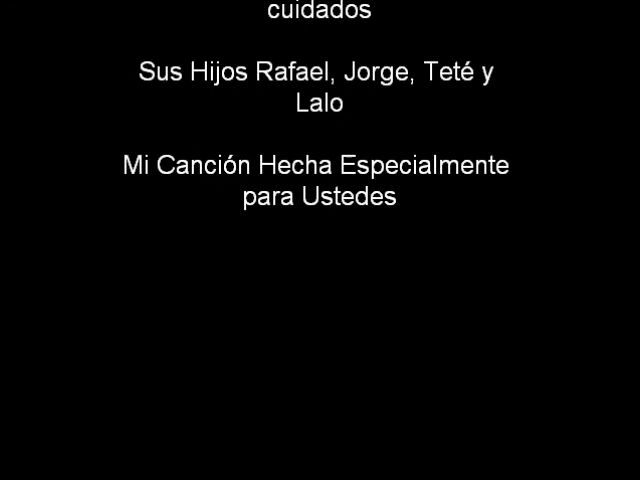 cuidados
Sus Hijos Rafael, Jorge, Teté y
Lalo
Mi Canción Hecha Especialmente
para Ustedes